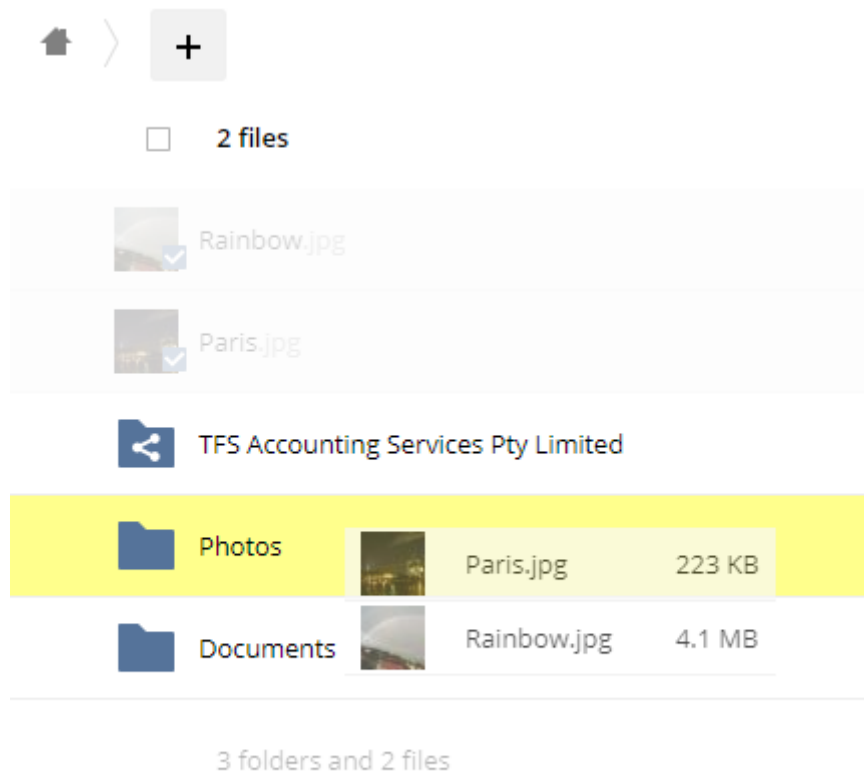 +
2 files
Rainbow.jpg
Paris.jpg
TFS Accounting Services Pty Limited
Photos
Paris.jpg 223 KB
Documents
Rainbow.jpg 4.1 MB
3 folders and 2 files